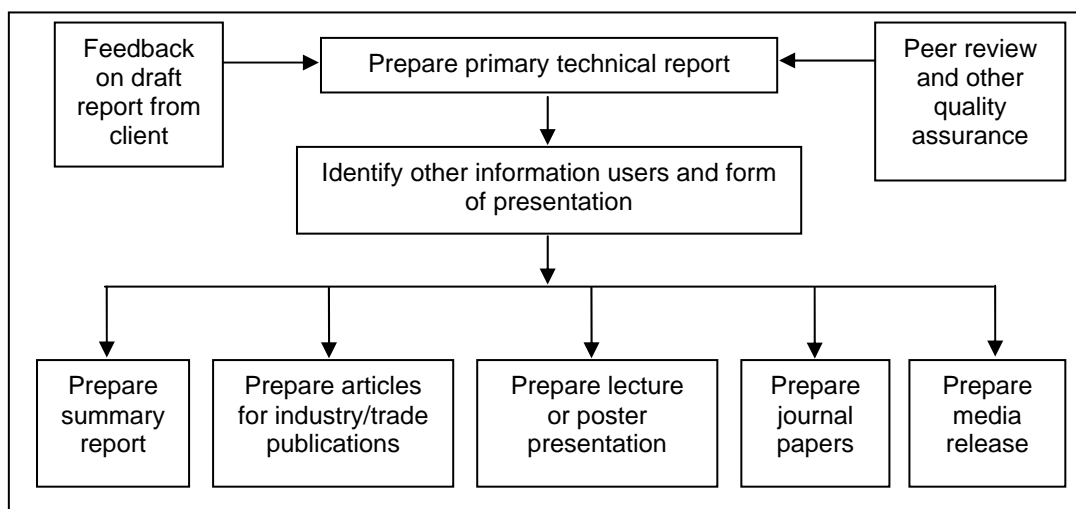 Feedback
on draft
report from
client
Prepare primary technical report
Peer review
and other
quality
assurance
Identify other information users and form
of presentation
Prepare
summary
report
Prepare articles
for industry/trade
publications
Prepare lecture
or poster
presentation
Prepare
journal
papers
Prepare
media
release